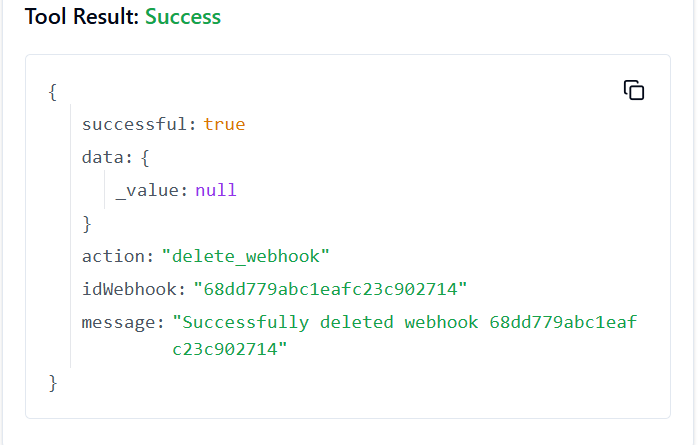 Tool Result: Success
{
successful: true
data: {
_value: null
}
action: "delete_webhook"
idWebhook: "68dd779abc1eafc23c902714"
message: "Successfully deleted webhook 68dd779abc1eaf
c23c902714"
}